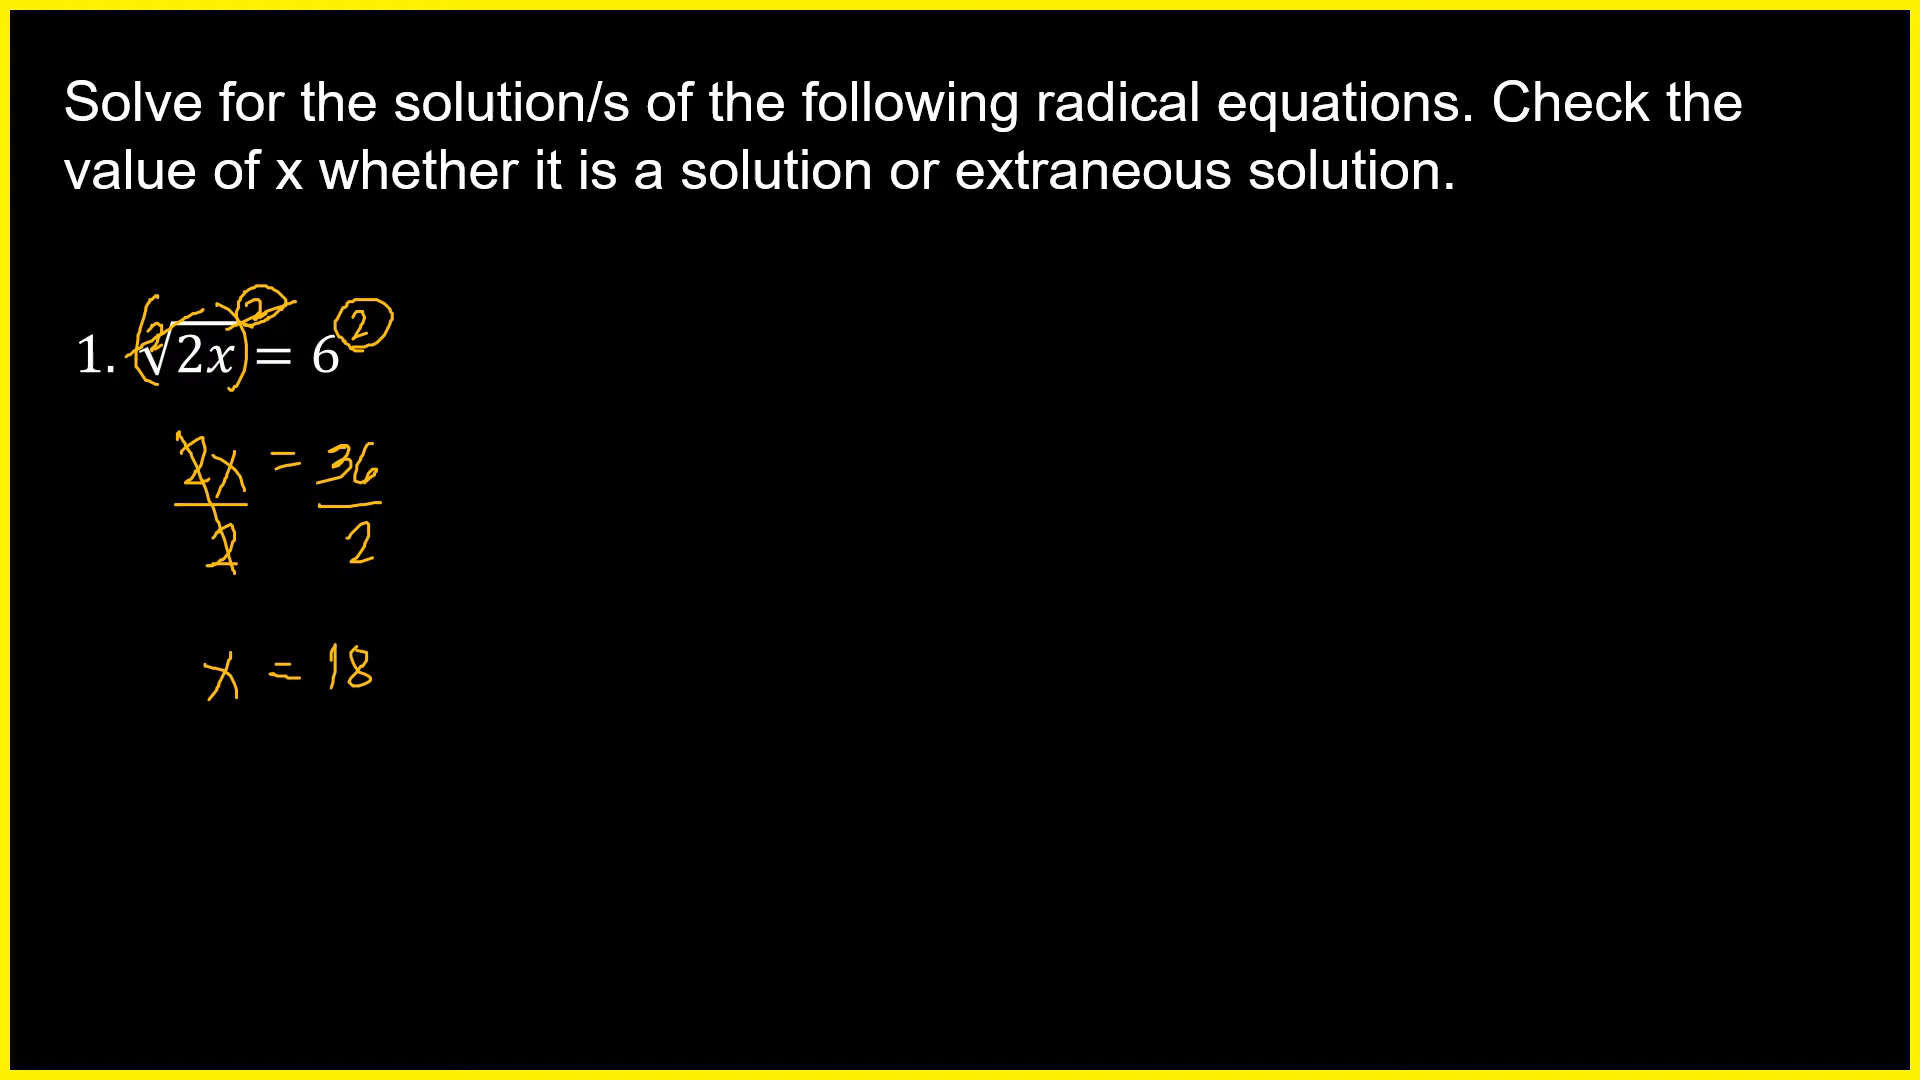 Solve for the solution/s of the following radical equations. Check the
value of x whether it is a solution or extraneous solution.
1. (²√2x)² = 6²
2x = 36
2 2
x = 18